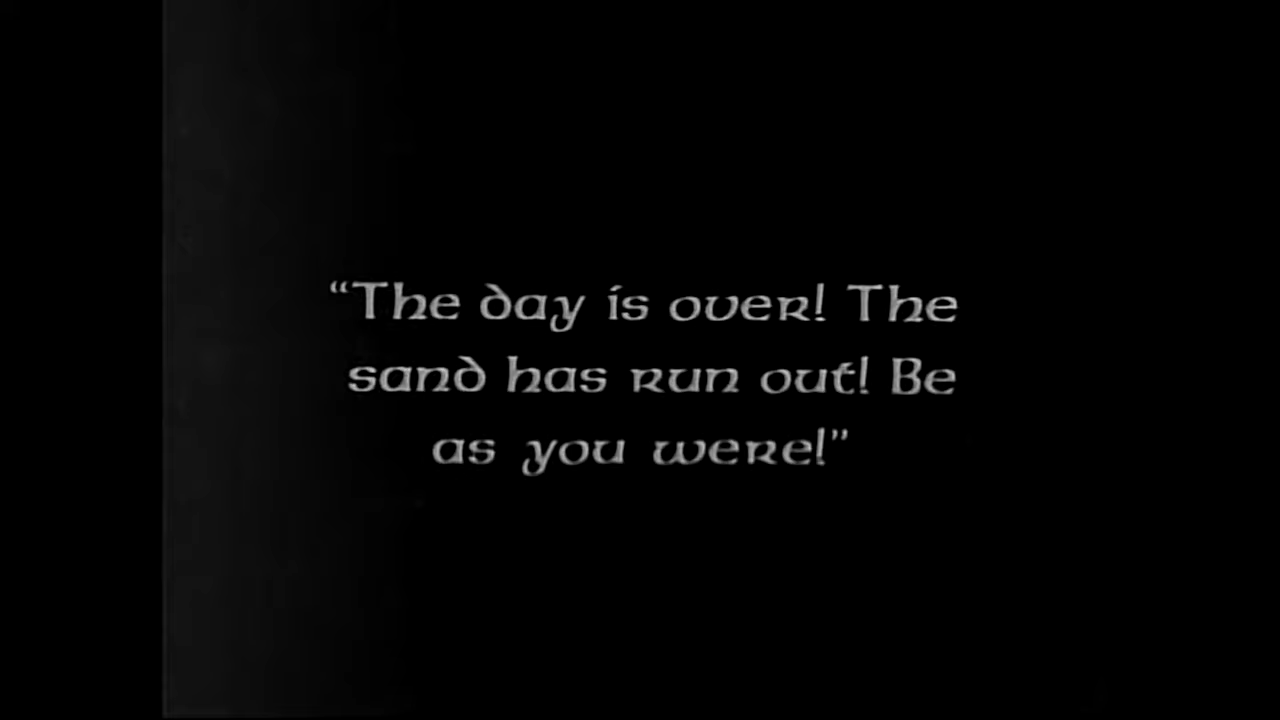 “The day is over! The
sand has run out! Be
as you were!”